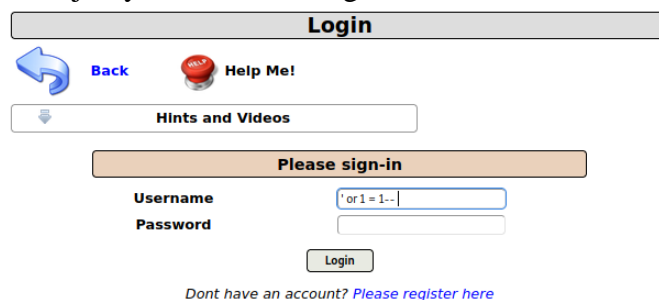 Login
Back
HELP
Help Me!
Hints and Videos
Please sign-in
Username
' or 1 = 1--
Password
Login
Dont have an account? Please register here